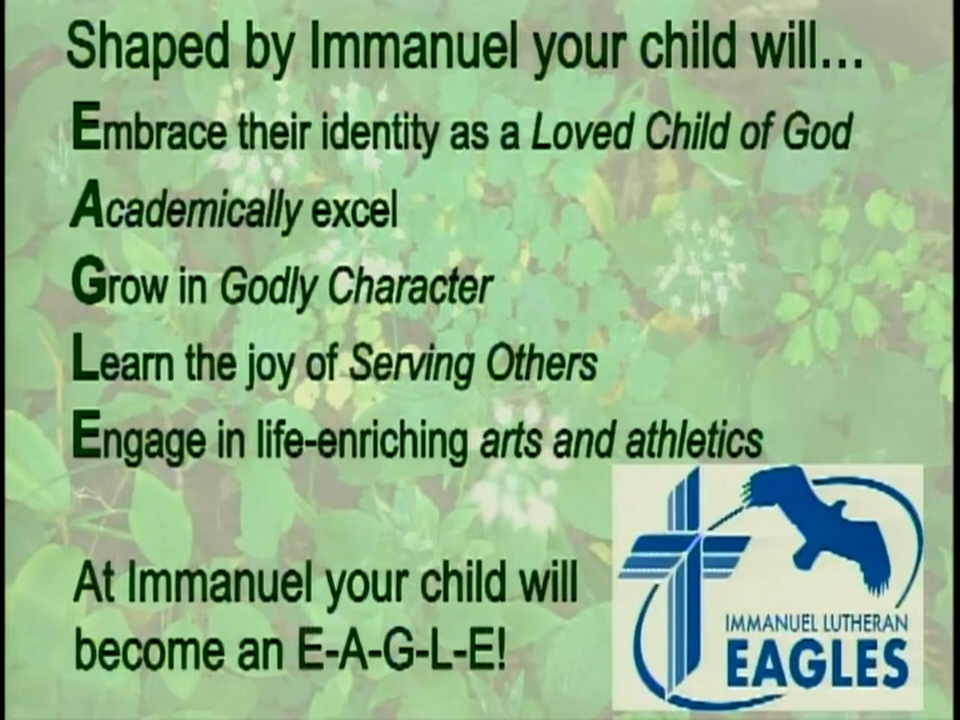 Shaped by Immanuel your child will...
Embrace their identity as a Loved Child of God
Academically excel
Grow in Godly Character
Learn the joy of Serving Others
Engage in life-enriching arts and athletics
At Immanuel your child will
become an E-A-G-L-E!
IMMANUEL LUTHERAN
EAGLES